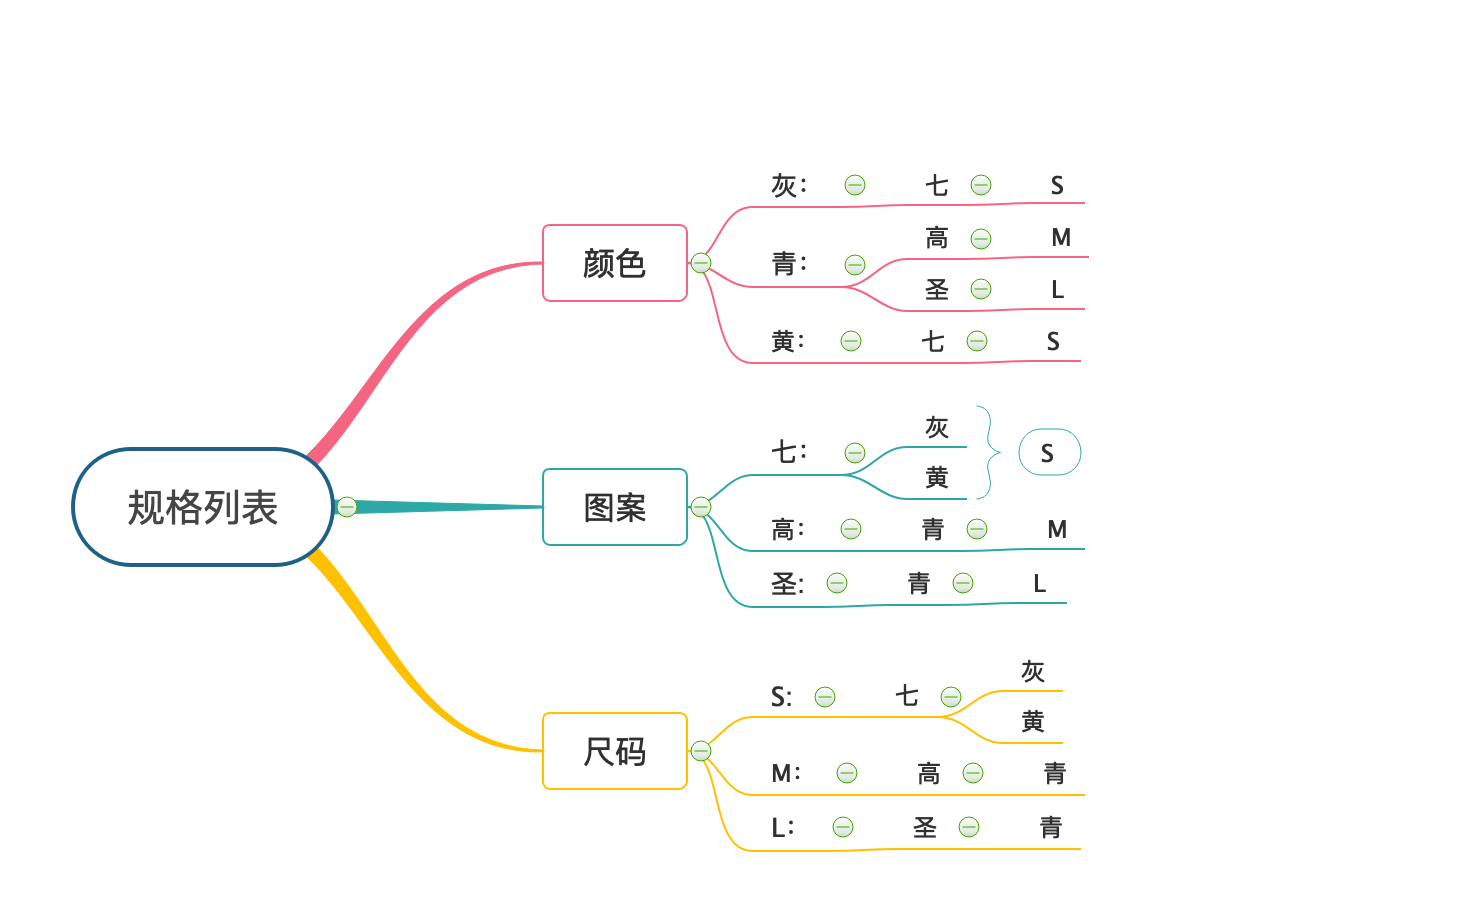 规格列表
颜色
灰： 七 S
青： 高 M
圣 L
黄： 七 S
图案
七： 灰 S
黄
高： 青 M
圣: 青 L
尺码
S: 七 灰
黄
M： 高 青
L： 圣 青